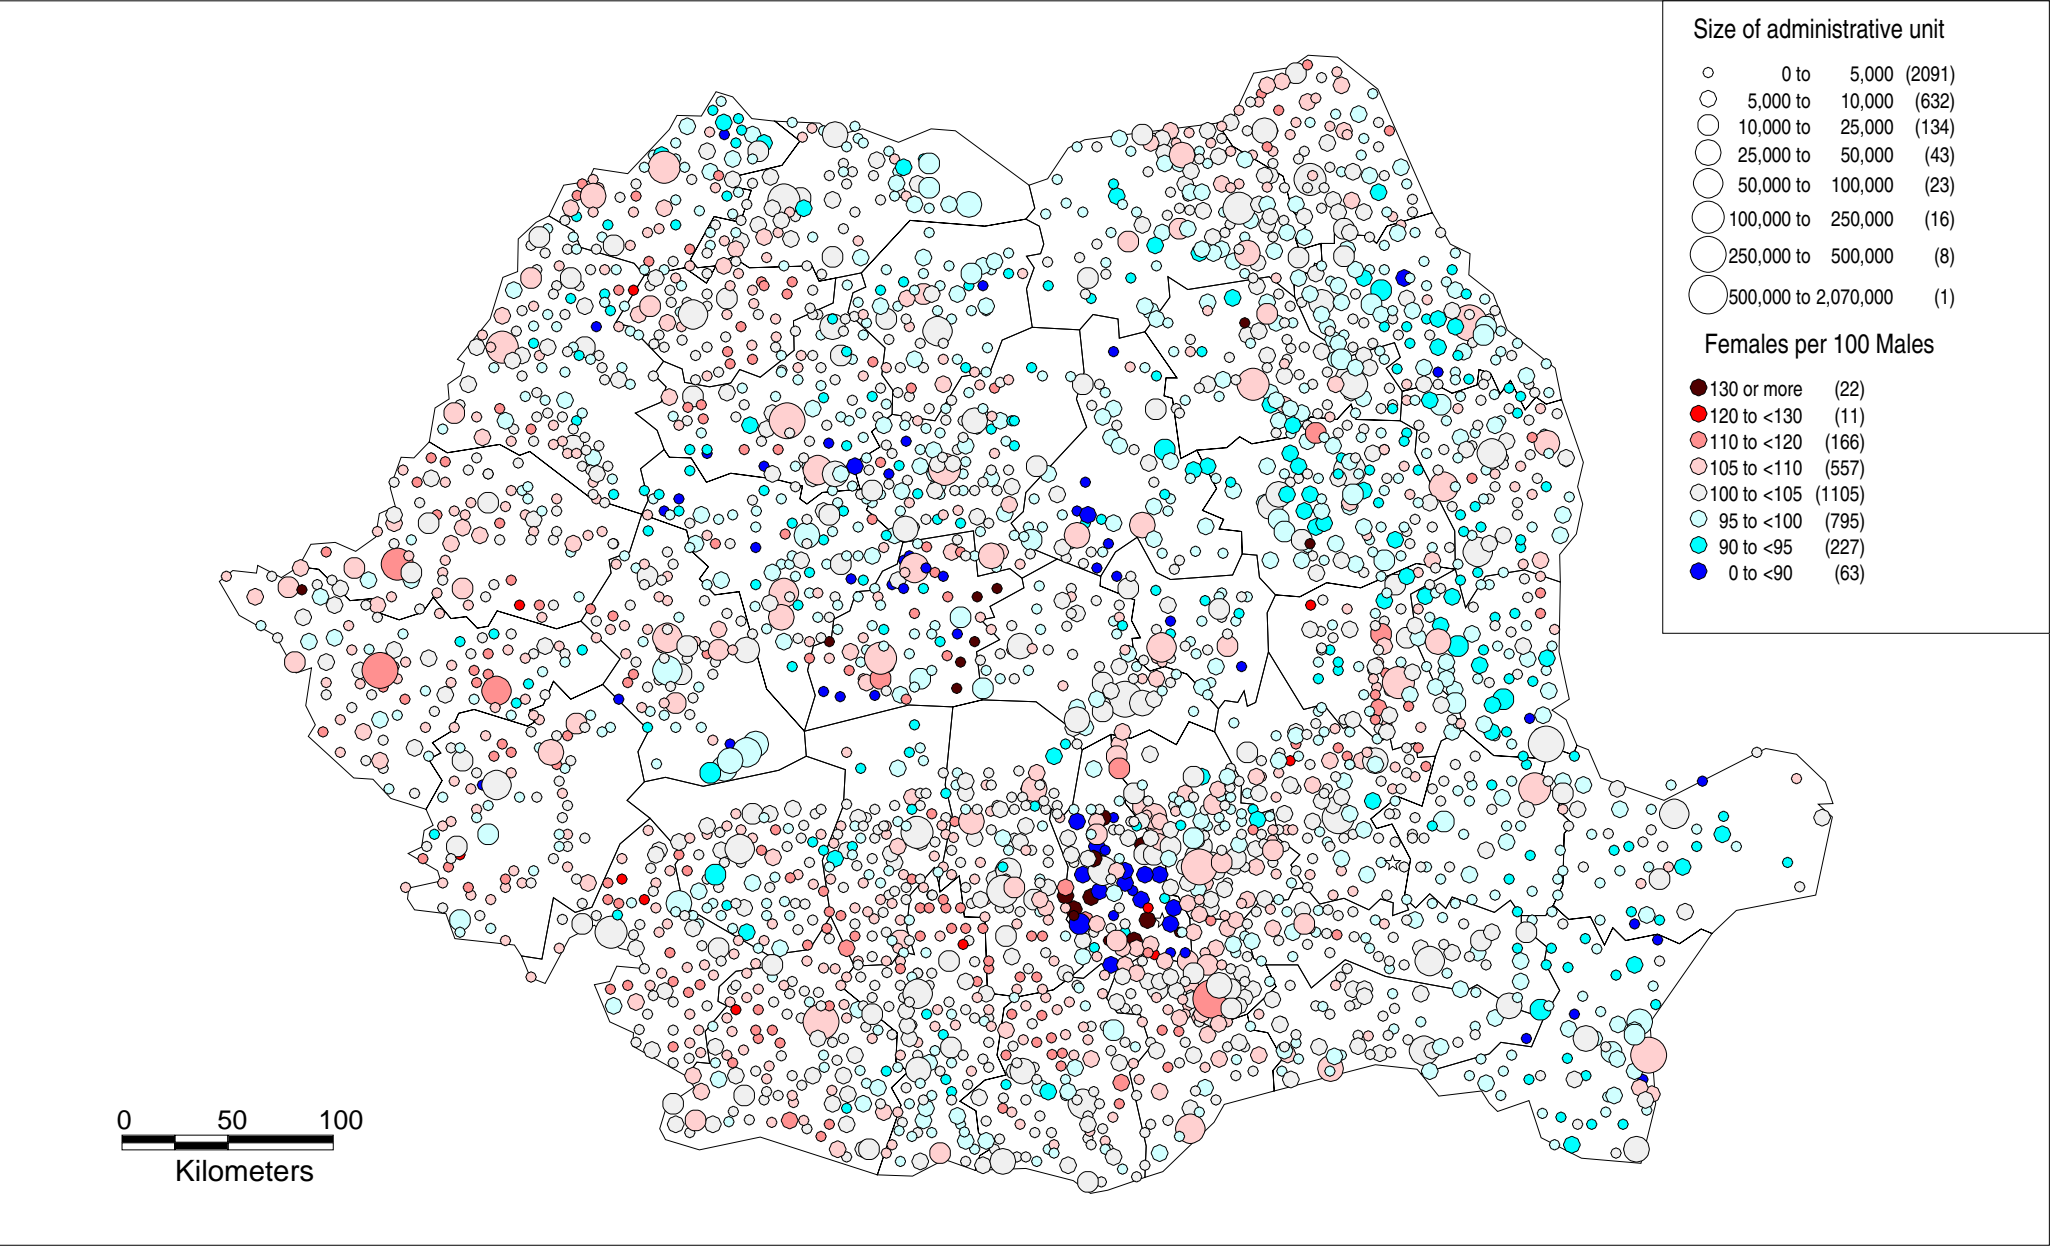 Size of administrative unit
0 to 5,000 (2091)
5,000 to 10,000 (632)
10,000 to 25,000 (134)
25,000 to 50,000 (43)
50,000 to 100,000 (23)
100,000 to 250,000 (16)
250,000 to 500,000 (8)
500,000 to 2,070,000 (1)
Females per 100 Males
130 or more (22)
120 to <130 (11)
110 to <120 (166)
105 to <110 (557)
100 to <105 (1105)
95 to <100 (795)
90 to <95 (227)
0 to <90 (63)
0 50 100
Kilometers